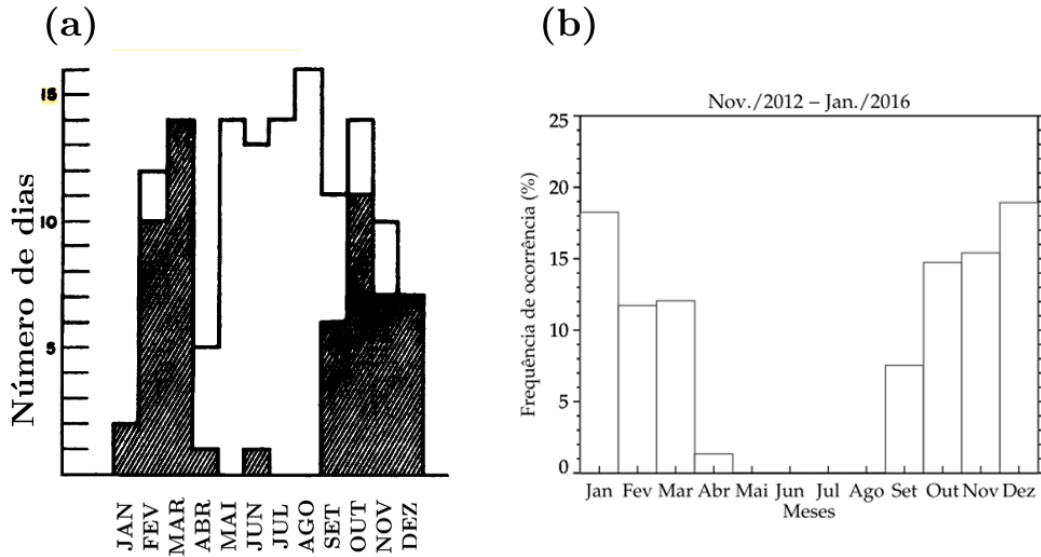 (a)
Número de dias
15
10
5
JAN
FEV
MAR
ABR
MAI
JUN
JUL
AGO
SET
OUT
NOV
DEZ
(b)
Nov./2012 – Jan./2016
Frequência de ocorrência (%)
25
20
15
10
5
0
Jan Fev Mar Abr Mai Jun Jul Ago Set Out Nov Dez
Meses